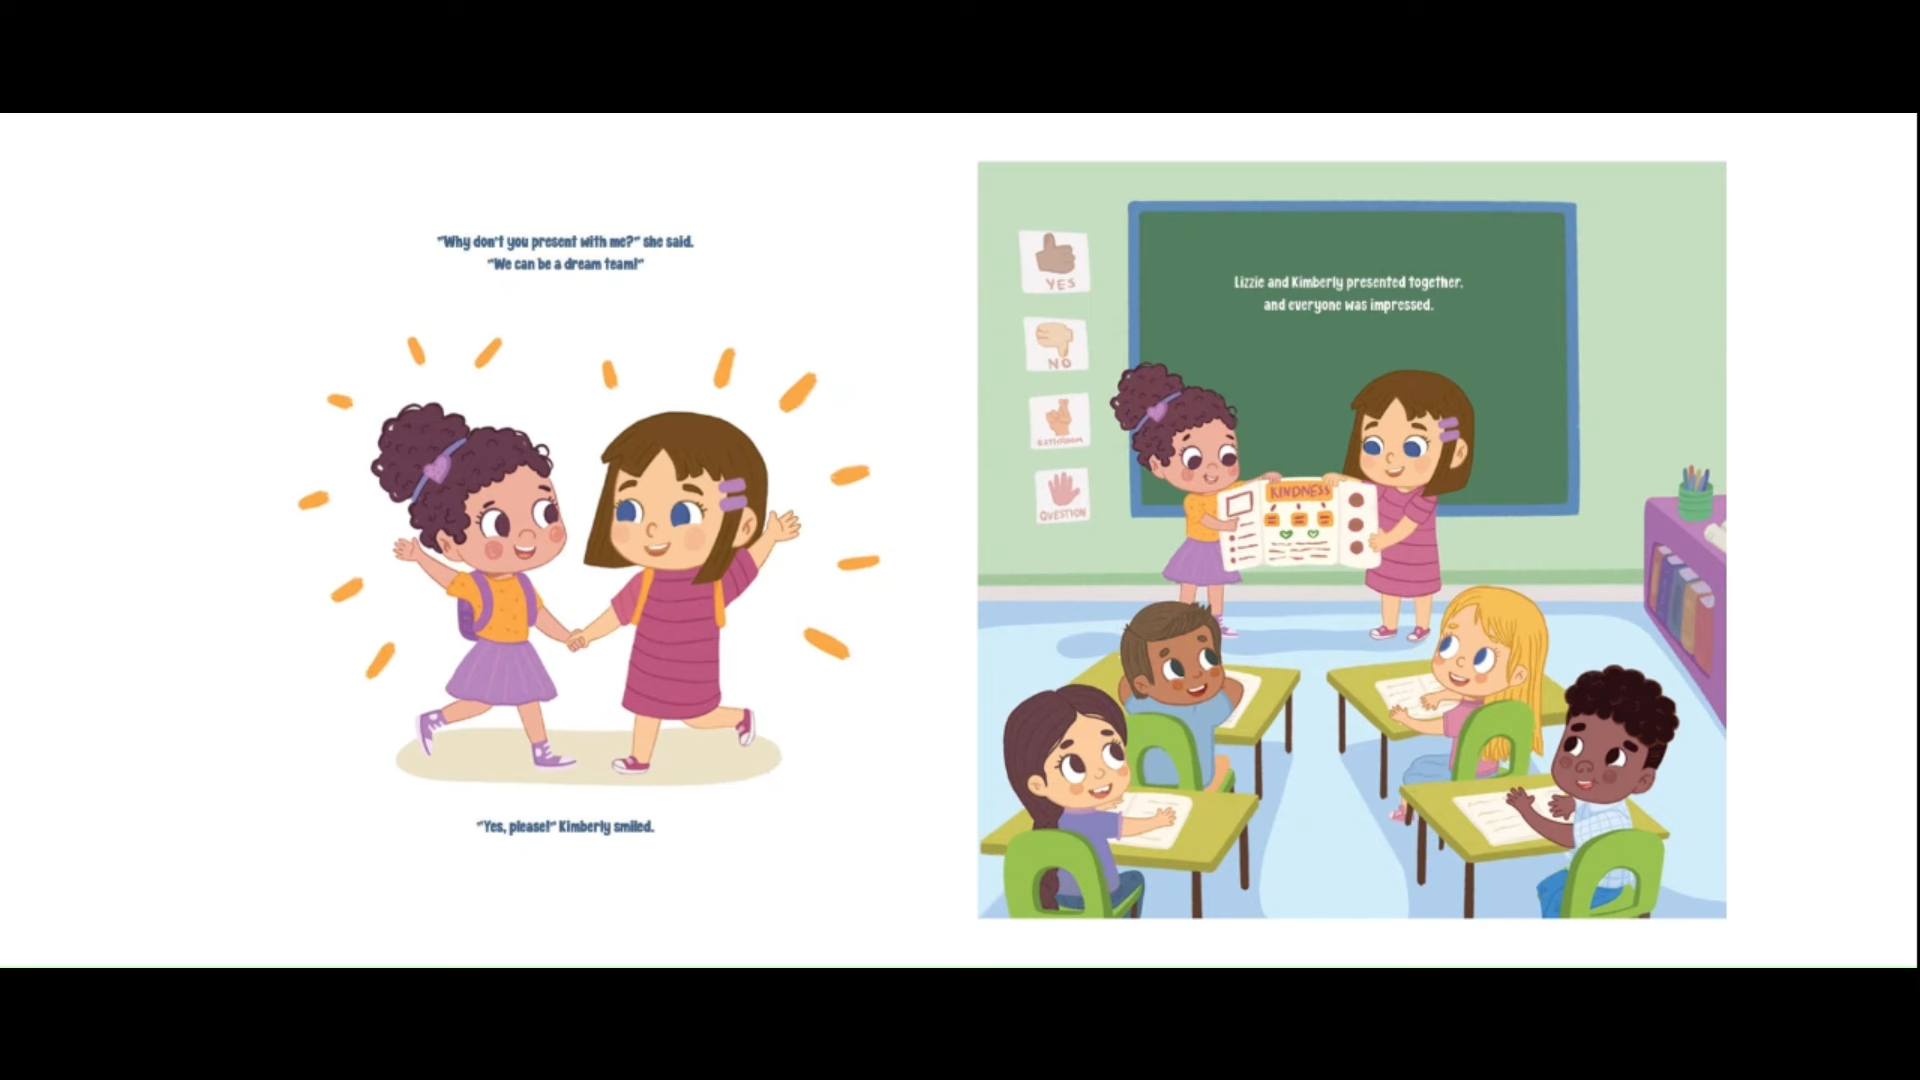 "Why don't you present with me?" she said.
"We can be a dream team!"
"Yes, please!" Kimberly smiled.
YES
NO
BATHROOM
QUESTION
Lizzie and Kimberly presented together,
and everyone was impressed.
KINDNESS